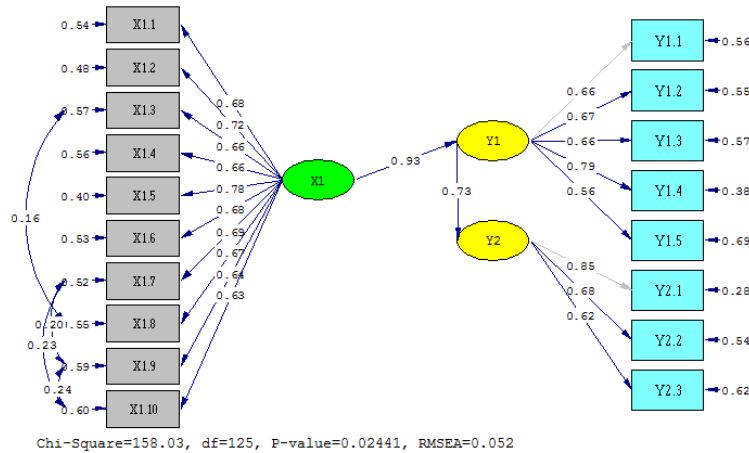 0.54 X1.1
0.48 X1.2
0.57 X1.3
0.56 X1.4
0.40 X1.5
0.53 X1.6
0.52 X1.7
0.55 X1.8
0.59 X1.9
0.60 X1.10
0.16
0.20
0.23
0.24
0.68
0.72
0.66
0.66
0.78
0.68
0.69
0.67
0.64
0.63
X1
0.93
Y1
0.73
Y2
0.66
0.67
0.66
0.79
0.56
0.85
0.68
0.62
Y1.1 0.56
Y1.2 0.55
Y1.3 0.57
Y1.4 0.38
Y1.5 0.69
Y2.1 0.28
Y2.2 0.54
Y2.3 0.62
Chi-Square=158.03, df=125, P-value=0.02441, RMSEA=0.052